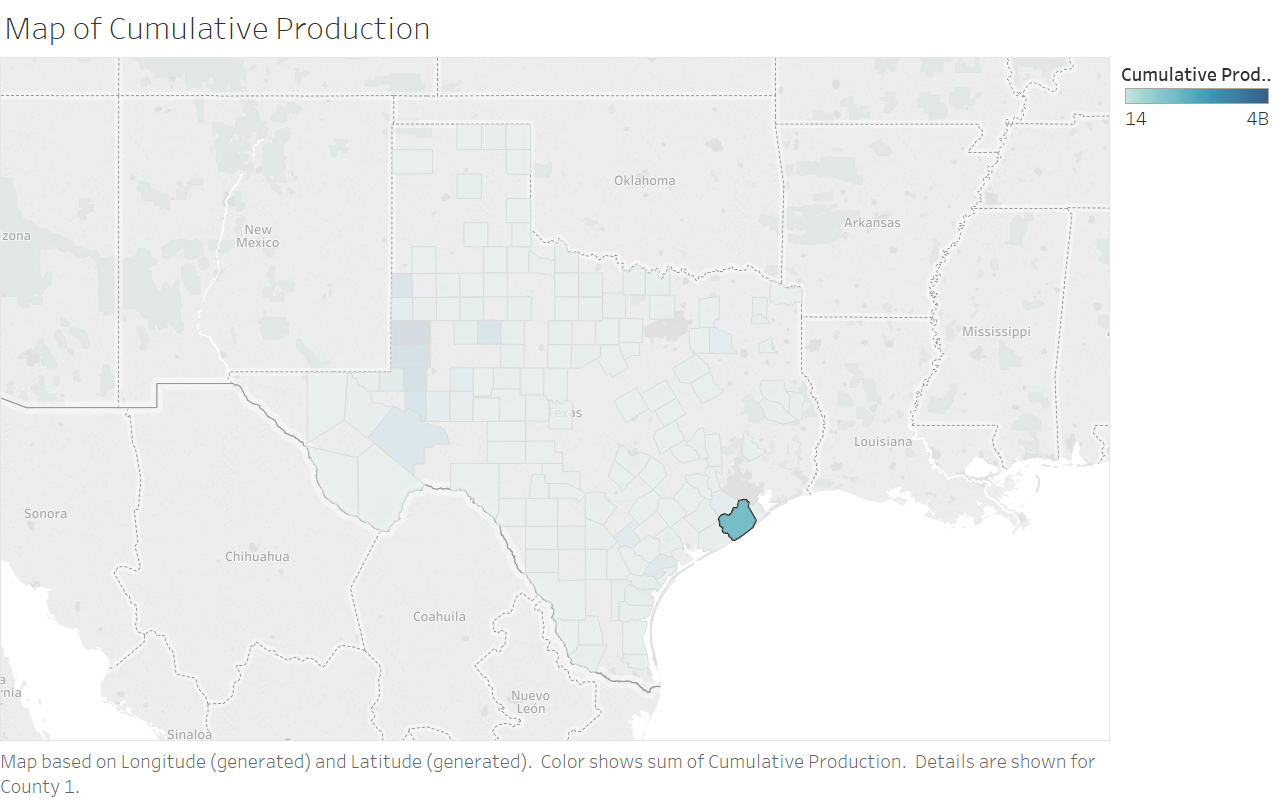 Map of Cumulative Production
Cumulative Prod..
14 4B
Oklahoma
zona
New
Mexico
Arkansas
Mississippi
Texas
Louisiana
Sonora
Chihuahua
Coahuila
a
rnia
Nuevo
León
Sinaloa
Map based on Longitude (generated) and Latitude (generated). Color shows sum of Cumulative Production. Details are shown for
County 1.